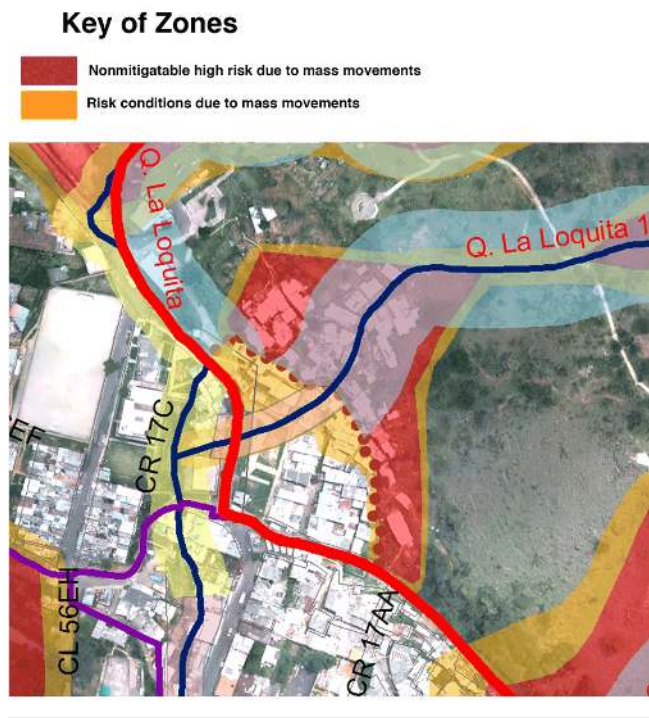 Key of Zones
Nonmitigatable high risk due to mass movements
Risk conditions due to mass movements
Q. La Loquita
Q. La Loquita 1
CR 17C
CL 56EH
CR 17AA